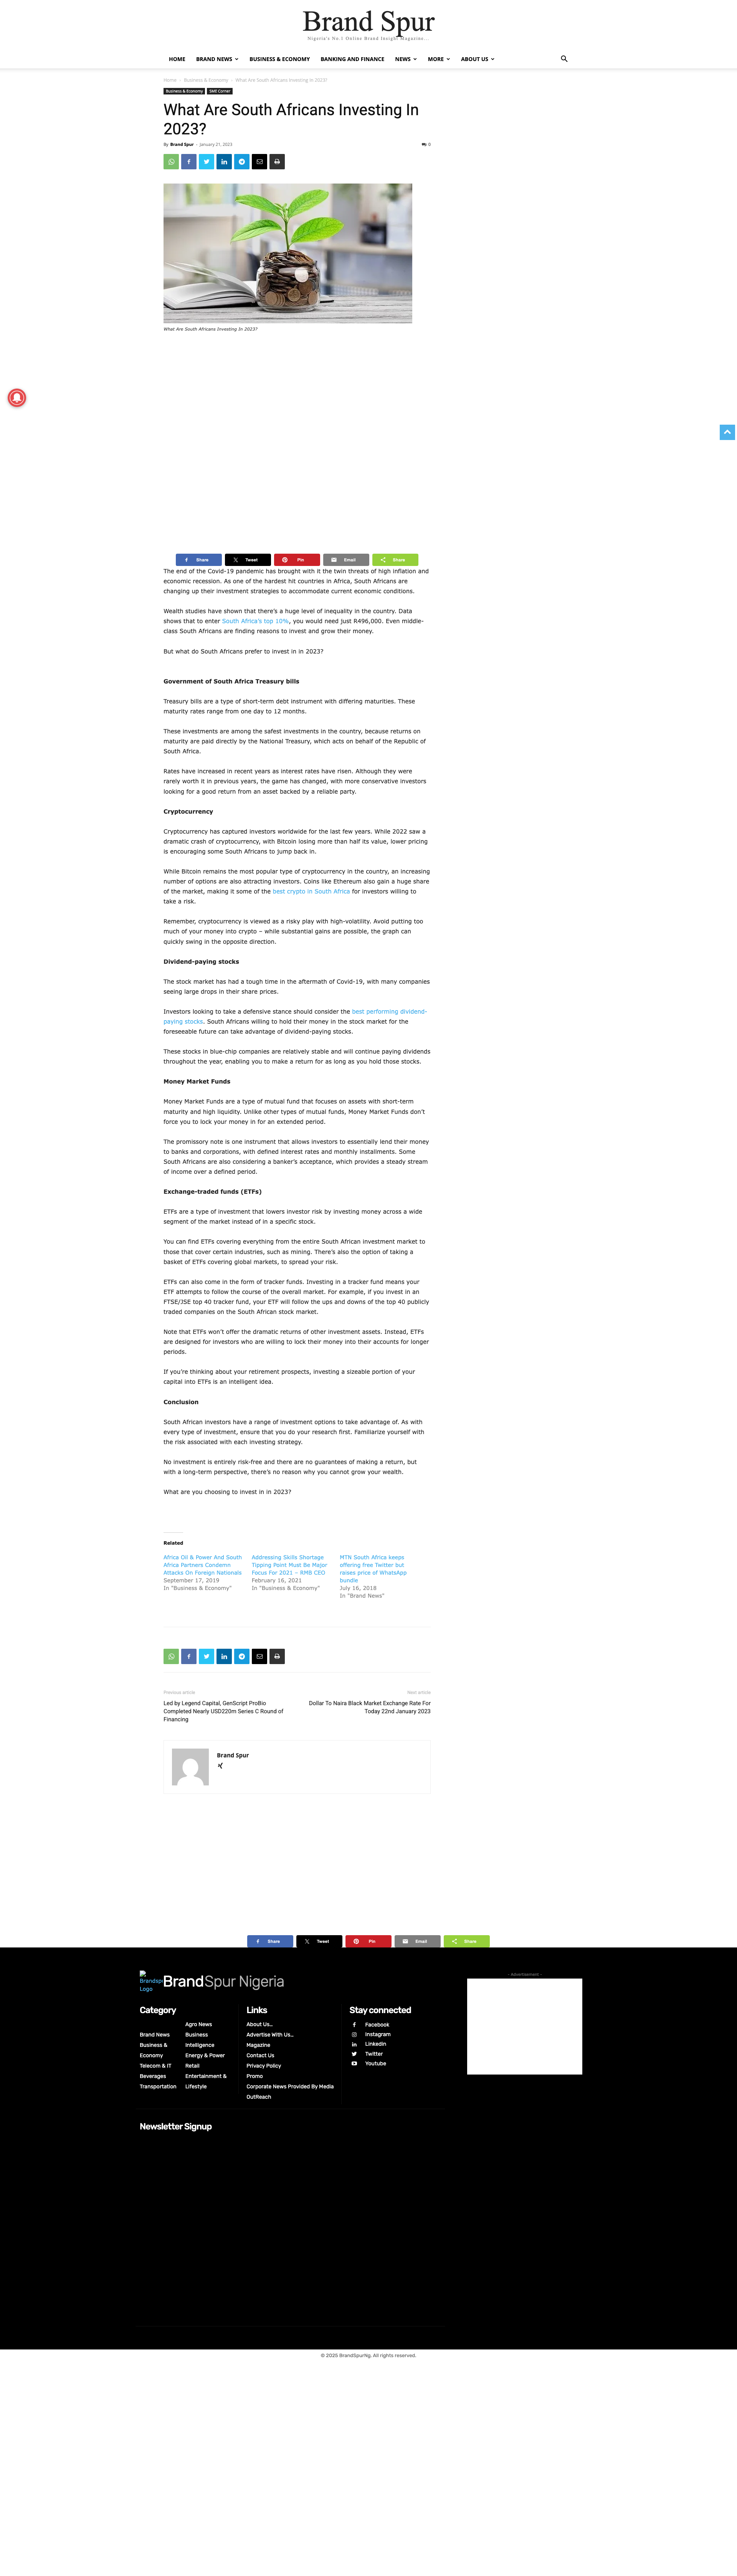 Brand Spur
Nigeria's No.1 Online Brand Insight Magazine...
HOME BRAND NEWS BUSINESS & ECONOMY BANKING AND FINANCE NEWS MORE ABOUT US
Home Business & Economy What Are South Africans Investing In 2023?
Business & Economy SME Corner
What Are South Africans Investing In
2023?
By Brand Spur - January 21, 2023 0
What Are South Africans Investing In 2023?
Share Tweet Pin Email Share
The end of the Covid-19 pandemic has brought with it the twin threats of high inflation and
economic recession. As one of the hardest hit countries in Africa, South Africans are
changing up their investment strategies to accommodate current economic conditions.
Wealth studies have shown that there's a huge level of inequality in the country. Data
shows that to enter South Africa's top 10%, you would need just R496,000. Even middle-
class South Africans are finding reasons to invest and grow their money.
But what do South Africans prefer to invest in in 2023?
Government of South Africa Treasury bills
Treasury bills are a type of short-term debt instrument with differing maturities. These
maturity rates range from one day to 12 months.
These investments are among the safest investments in the country, because returns on
maturity are paid directly by the National Treasury, which acts on behalf of the Republic of
South Africa.
Rates have increased in recent years as interest rates have risen. Although they were
rarely worth it in previous years, the game has changed, with more conservative investors
looking for a good return from an asset backed by a reliable party.
Cryptocurrency
Cryptocurrency has captured investors worldwide for the last few years. While 2022 saw a
dramatic crash of cryptocurrency, with Bitcoin losing more than half its value, lower pricing
is encouraging some South Africans to jump back in.
While Bitcoin remains the most popular type of cryptocurrency in the country, an increasing
number of options are also attracting investors. Coins like Ethereum also gain a huge share
of the market, making it some of the best crypto in South Africa for investors willing to
take a risk.
Remember, cryptocurrency is viewed as a risky play with high-volatility. Avoid putting too
much of your money into crypto – while substantial gains are possible, the graph can
quickly swing in the opposite direction.
Dividend-paying stocks
The stock market has had a tough time in the aftermath of Covid-19, with many companies
seeing large drops in their share prices.
Investors looking to take a defensive stance should consider the best performing dividend-
paying stocks. South Africans willing to hold their money in the stock market for the
foreseeable future can take advantage of dividend-paying stocks.
These stocks in blue-chip companies are relatively stable and will continue paying dividends
throughout the year, enabling you to make a return for as long as you hold those stocks.
Money Market Funds
Money Market Funds are a type of mutual fund that focuses on assets with short-term
maturity and high liquidity. Unlike other types of mutual funds, Money Market Funds don't
force you to lock your money in for an extended period.
The promissory note is one instrument that allows investors to essentially lend their money
to banks and corporations, with defined interest rates and monthly installments. Some
South Africans are also considering a banker's acceptance, which provides a steady stream
of income over a defined period.
Exchange-traded funds (ETFs)
ETFs are a type of investment that lowers investor risk by investing money across a wide
segment of the market instead of in a specific stock.
You can find ETFs covering everything from the entire South African investment market to
those that cover certain industries, such as mining. There's also the option of taking a
basket of ETFs covering global markets, to spread your risk.
ETFs can also come in the form of tracker funds. Investing in a tracker fund means your
ETF attempts to follow the course of the overall market. For example, if you invest in an
FTSE/JSE top 40 tracker fund, your ETF will follow the ups and downs of the top 40 publicly
traded companies on the South African stock market.
Note that ETFs won't offer the dramatic returns of other investment assets. Instead, ETFs
are designed for investors who are willing to lock their money into their accounts for longer
periods.
If you're thinking about your retirement prospects, investing a sizeable portion of your
capital into ETFs is an intelligent idea.
Conclusion
South African investors have a range of investment options to take advantage of. As with
every type of investment, ensure that you do your research first. Familiarize yourself with
the risk associated with each investing strategy.
No investment is entirely risk-free and there are no guarantees of making a return, but
with a long-term perspective, there's no reason why you cannot grow your wealth.
What are you choosing to invest in in 2023?
Related
Africa Oil & Power And South
Africa Partners Condemn
Attacks On Foreign Nationals
September 17, 2019
In "Business & Economy"
Addressing Skills Shortage
Tipping Point Must Be Major
Focus For 2021 – RMB CEO
February 16, 2021
In "Business & Economy"
MTN South Africa keeps
offering free Twitter but
raises price of WhatsApp
bundle
July 16, 2018
In "Brand News"
Previous article
Led by Legend Capital, GenScript ProBio
Completed Nearly USD220m Series C Round of
Financing
Next article
Dollar To Naira Black Market Exchange Rate For
Today 22nd January 2023
Brand Spur
Share Tweet Pin Email Share
Brandspur Logo
BrandSpur Nigeria
Category
Brand News
Business &
Economy
Telecom & IT
Beverages
Transportation
Agro News
Business
Intelligence
Energy & Power
Retail
Entertainment &
Lifestyle
Links
About Us...
Advertise With Us...
Magazine
Contact Us
Privacy Policy
Promo
Corporate News Provided By Media
OutReach
Stay connected
Facebook
Instagram
Linkedin
Twitter
Youtube
- Advertisement -
Newsletter Signup
© 2025 BrandSpurNg. All rights reserved.